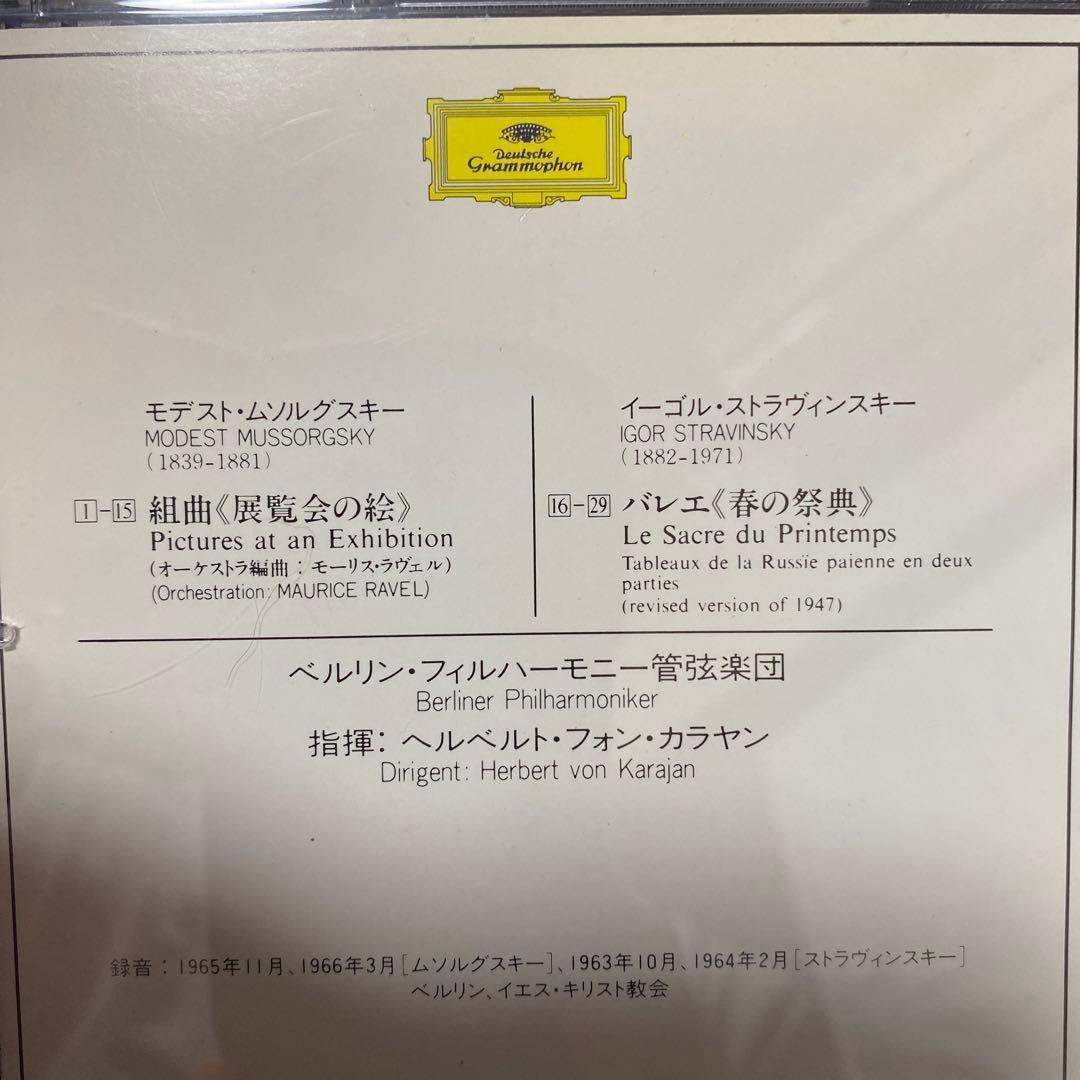 Deutsche
Grammophon
モデスト・ムソルグスキー
MODEST MUSSORGSKY
(1839-1881)
1-15 組曲《展覧会の絵》
Pictures at an Exhibition
(オーケストラ編曲：モーリス・ラヴェル)
(Orchestration: MAURICE RAVEL)
イーゴル・ストラヴィンスキー
IGOR STRAVINSKY
(1882-1971)
16-29 バレエ《春の祭典》
Le Sacre du Printemps
Tableaux de la Russïe paienne en deux
parties
(revised version of 1947)
ベルリン・フィルハーモニー管弦楽団
Berliner Philharmoniker
指揮：ヘルベルト・フォン・カラヤン
Dirigent: Herbert von Karajan
録音：1965年11月、1966年3月[ムソルグスキー]、1963年10月、1964年2月[ストラヴィンスキー]
ベルリン、イエス・キリスト教会